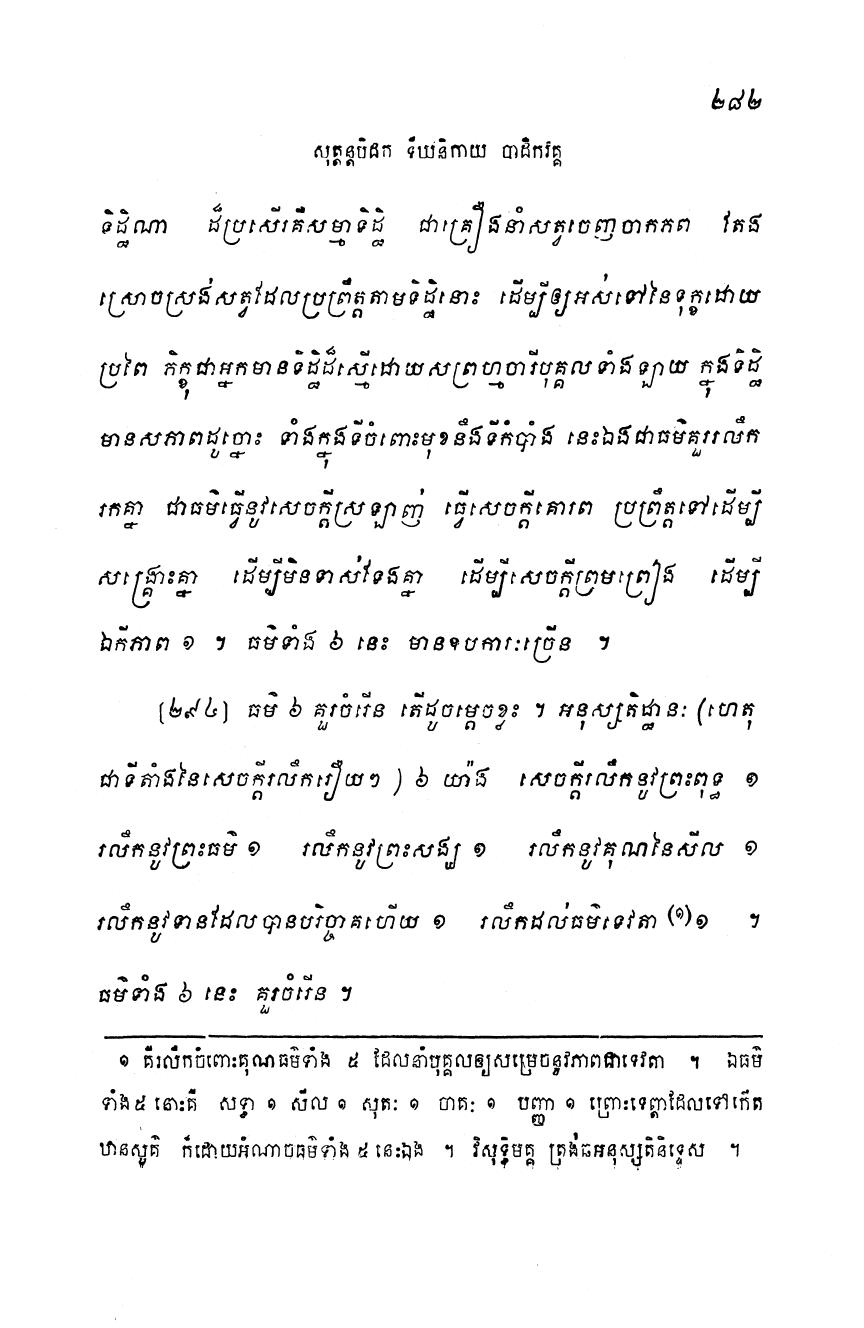 ២៨២
សុត្តន្តបិដក ទីឃនិកាយ បាដិកវគ្គ
ទិដ្ឋិណា ដ៏ប្រសើរគឺសម្មាទិដ្ឋិ ជាគ្រឿងនាំសត្វចេញចាកភព តែង
ស្រោចស្រង់សត្វដែលប្រព្រឹត្តតាមទិដ្ឋិនោះ ដើម្បីឲ្យអស់ទៅនៃទុក្ខដោយ
ប្រពៃ ភិក្ខុជាអ្នកមានទិដ្ឋិដ៏ស្មើដោយសព្រហ្មចារីបុគ្គលទាំងឡាយ ក្នុងទិដ្ឋិ
មានសភាពដូច្នោះ ទាំងក្នុងទីចំពោះមុខនឹងទីកំបាំង នេះឯងជាធម៌គួររលឹក
រកគ្នា ជាធម៌ធ្វើនូវសេចក្តីស្រឡាញ់ ធ្វើសេចក្តីគោរព ប្រព្រឹត្តទៅដើម្បី
សង្គ្រោះគ្នា ដើម្បីមិនទាស់ទែងគ្នា ដើម្បីសេចក្តីព្រមព្រៀង ដើម្បី
ឯកីភាព ១ ។ ធម៌ទាំង ៦ នេះ មានឧបការៈច្រើន ។
[២៩៤] ធម៌ ៦ គួរចំរើន តើដូចម្តេចខ្លះ ។ អនុស្សតិដ្ឋានៈ (ហេតុ
ជាទីតាំងនៃសេចក្តីរលឹករឿយៗ ) ៦ យ៉ាង សេចក្តីរលឹកនូវព្រះពុទ្ធ ១
រលឹកនូវព្រះធម៌ ១ រលឹកនូវព្រះសង្ឃ ១ រលឹកនូវគុណនៃសីល ១
រលឹកនូវទានដែលបានបរិច្ចាគហើយ ១ រលឹកដល់ធម៌ទេវតា (១)១ ។
ធម៌ទាំង ៦ នេះ គួរចំរើន ។
១ គឺរលឹកចំពោះគុណធម៌ទាំង ៥ ដែលនាំបុគ្គលឲ្យសម្រេចនូវភាពជាទេវតា ។ ឯធម៌
ទាំង៥ នោះគឺ សទ្ធា ១ សីល ១ សុតៈ ១ ចាគៈ ១ បញ្ញា ១ ព្រោះទេព្តាដែលទៅកើត
ឋានសួគ៌ ក៏ដោយអំណាចធម៌ទាំង ៥ នេះឯង ។ វិសុទ្ធិមគ្គ ត្រង់ឆអនុស្សតិនិទ្ទេស ។